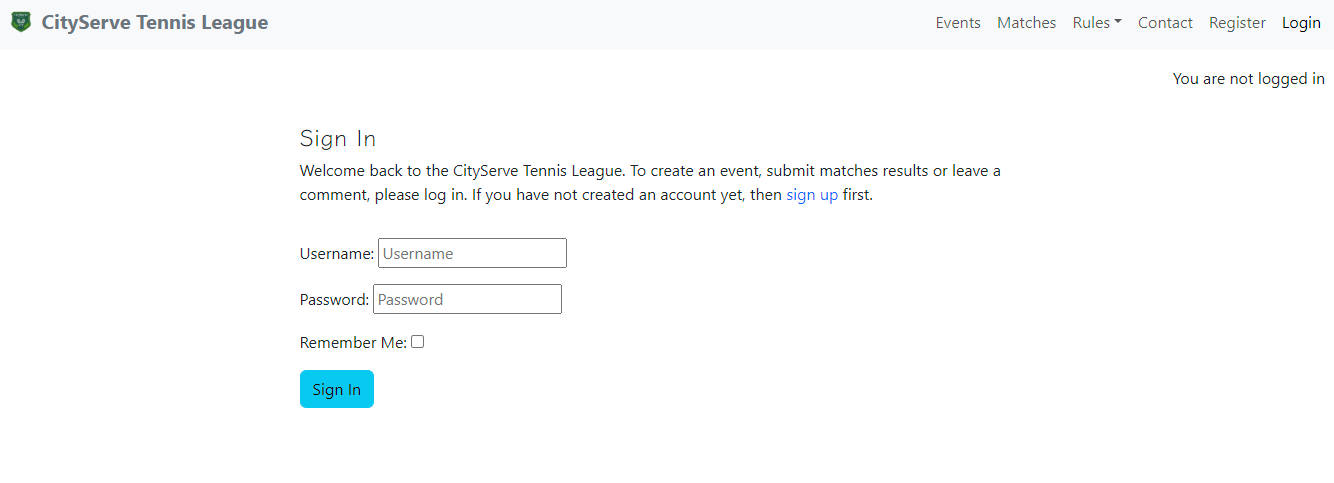 CityServe Tennis League
Events Matches Rules Contact Register Login
You are not logged in
Sign In
Welcome back to the CityServe Tennis League. To create an event, submit matches results or leave a
comment, please log in. If you have not created an account yet, then sign up first.
Username: Username
Password: Password
Remember Me:
Sign In